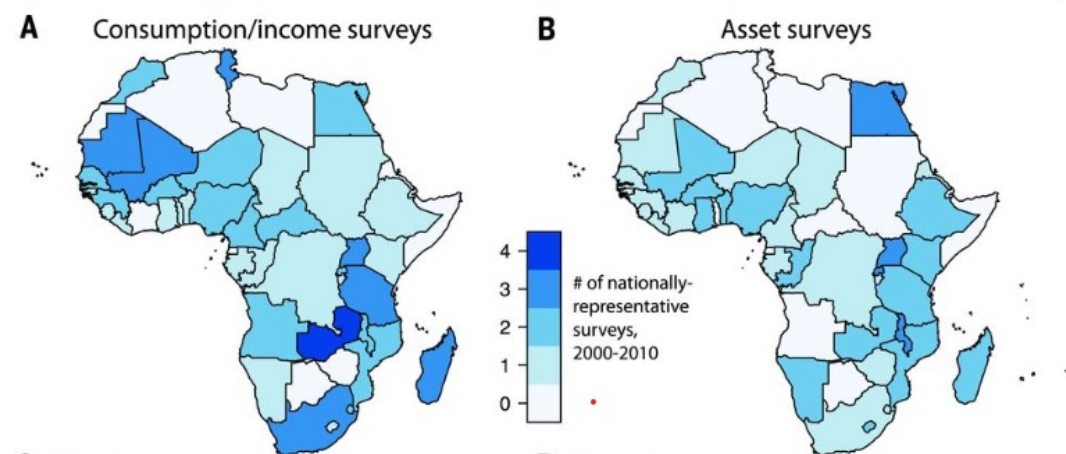 A Consumption/income surveys
B Asset surveys
4
3
2
1
0
# of nationally-
representative
surveys,
2000-2010